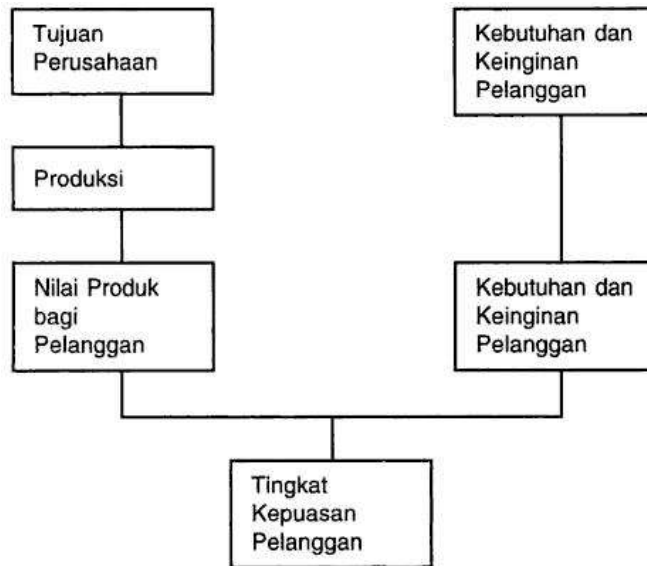 Tujuan
Perusahaan
Kebutuhan dan
Keinginan
Pelanggan
Produksi
Nilai Produk
bagi
Pelanggan
Kebutuhan dan
Keinginan
Pelanggan
Tingkat
Kepuasan
Pelanggan